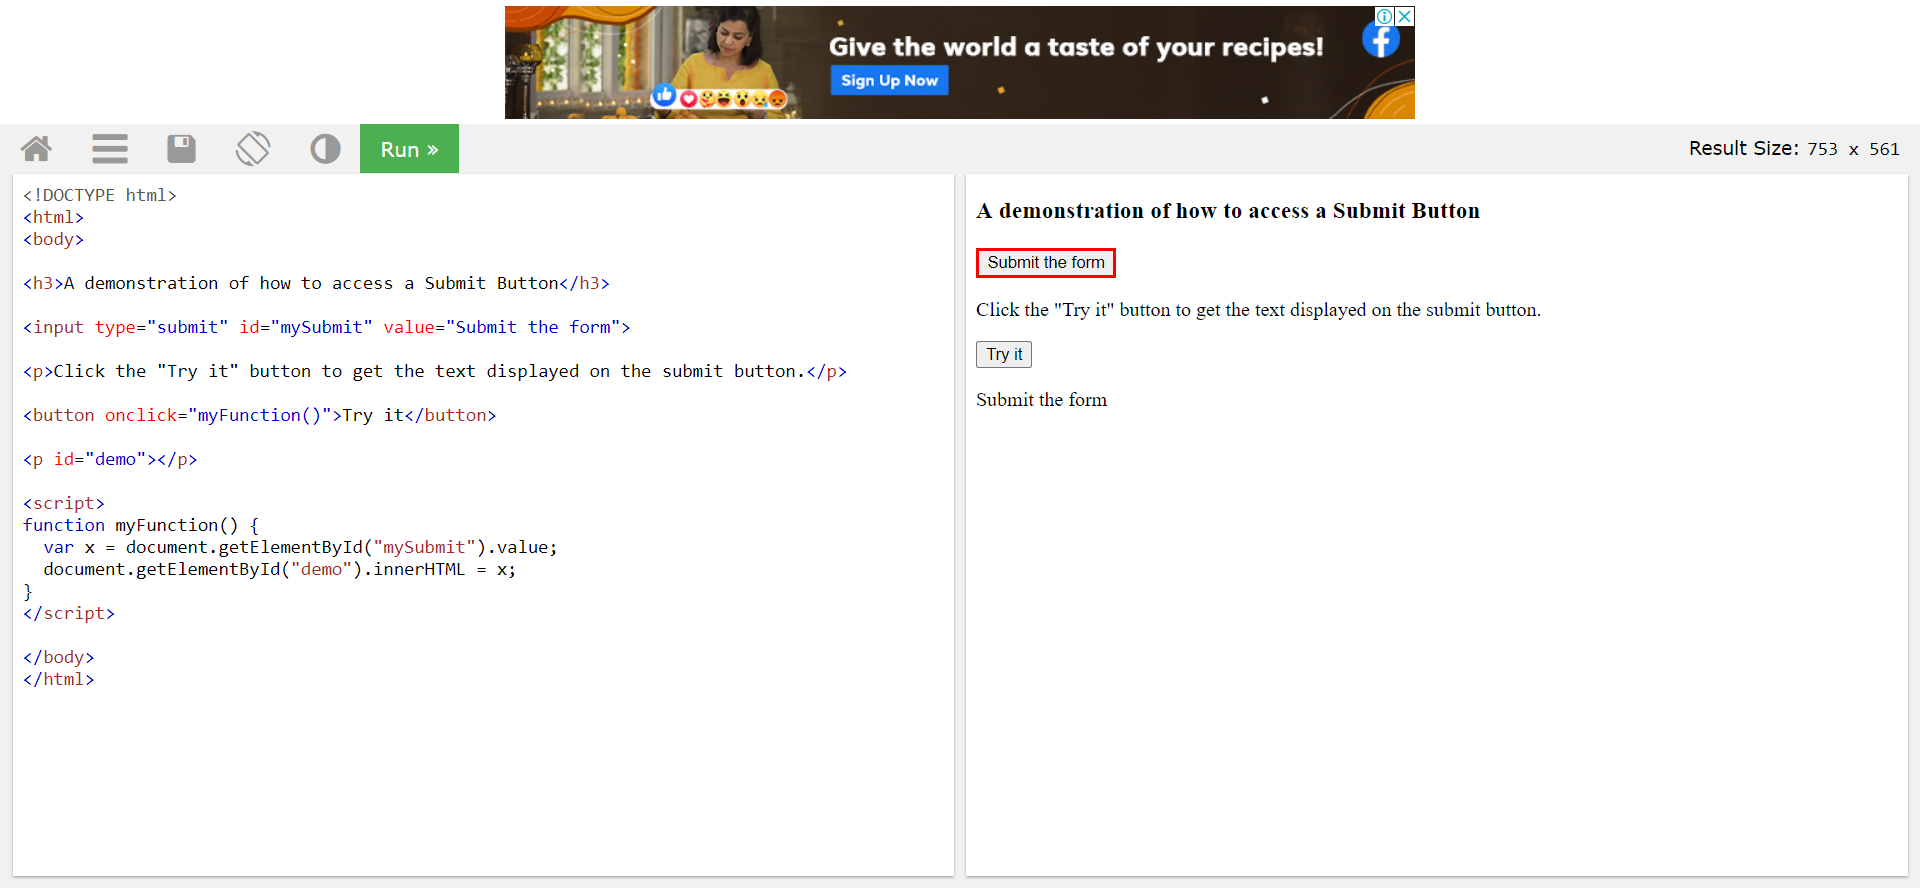 Give the world a taste of your recipes!
Sign Up Now
Run »
Result Size: 753 x 561
<!DOCTYPE html>
<html>
<body>
<h3>A demonstration of how to access a Submit Button</h3>
<input type="submit" id="mySubmit" value="Submit the form">
<p>Click the "Try it" button to get the text displayed on the submit button.</p>
<button onclick="myFunction()">Try it</button>
<p id="demo"></p>
<script>
function myFunction() {
  var x = document.getElementById("mySubmit").value;
  document.getElementById("demo").innerHTML = x;
}
</script>
</body>
</html>
A demonstration of how to access a Submit Button
Submit the form
Click the "Try it" button to get the text displayed on the submit button.
Try it
Submit the form